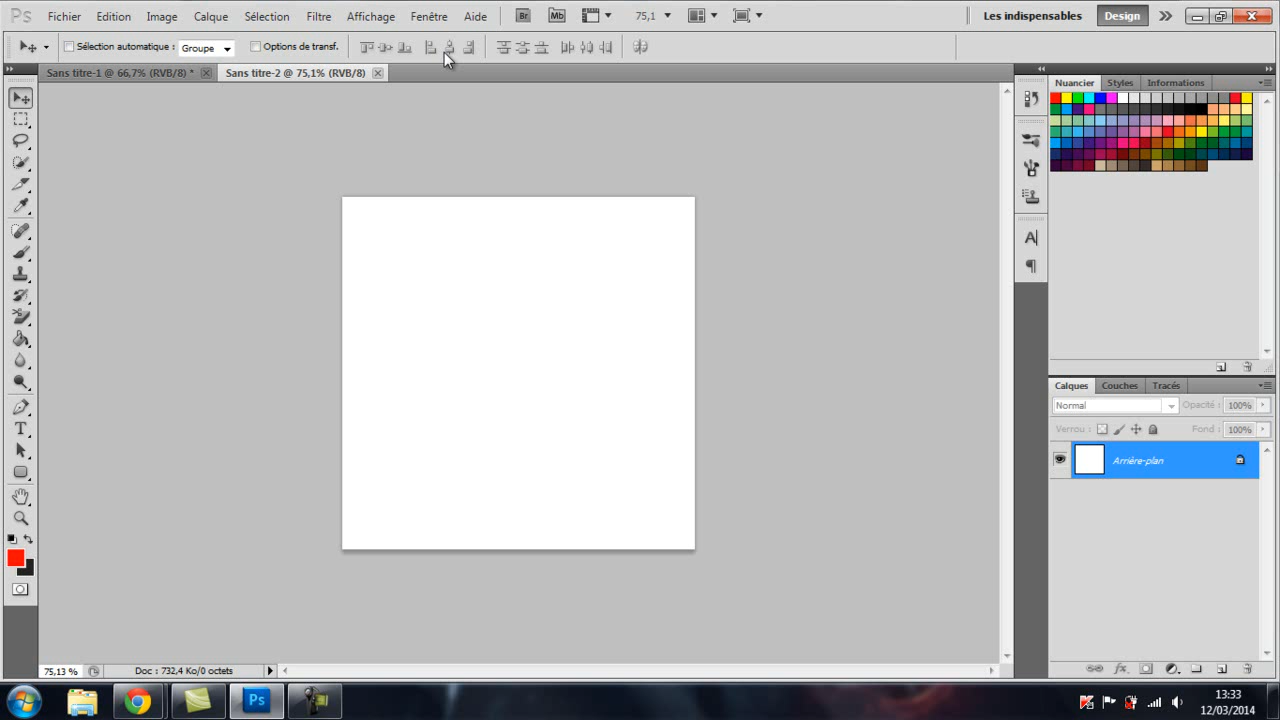 Ps Fichier Edition Image Calque Sélection Filtre Affichage Fenêtre Aide Br Mb 75,1 Les indispensables Design
Sélection automatique : Groupe Options de transf.
Sans titre-1 @ 66,7% (RVB/8) * Sans titre-2 @ 75,1% (RVB/8)
Nuancier Styles Informations
Calques Couches Tracés
Normal Opacité : 100%
Verrou : Fond : 100%
Arrière-plan
75,13 % Doc : 732,4 Ko/0 octets
Ps
13:33
12/03/2014